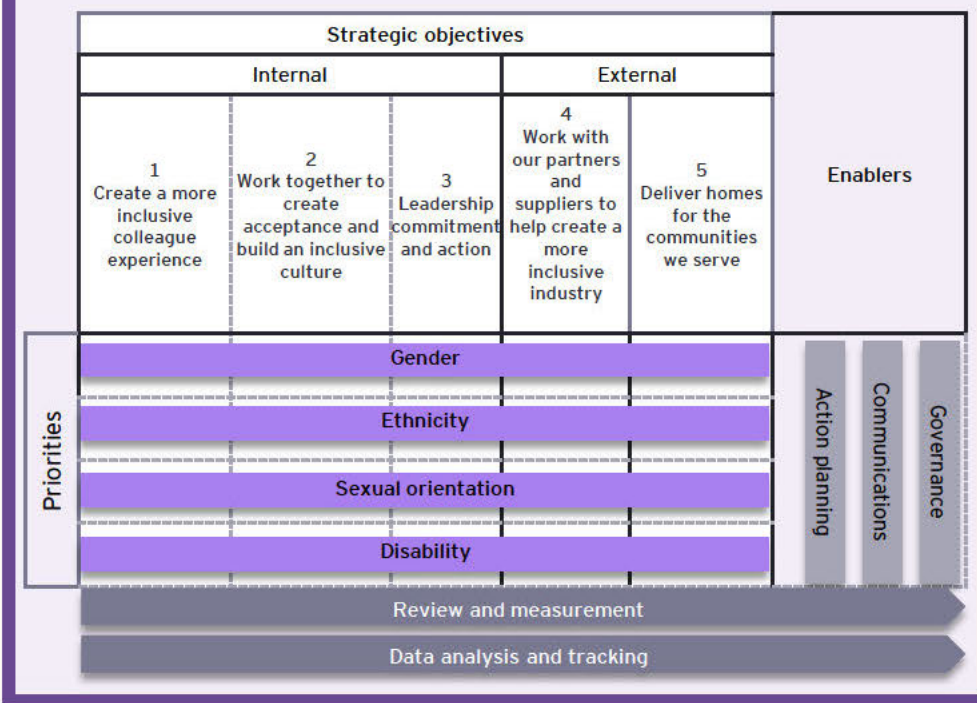 Strategic objectives
Internal
External
Enablers
1
Create a more
inclusive
colleague
experience
2
Work together to
create
acceptance and
build an inclusive
culture
3
Leadership
commitment
and action
4
Work with
our partners
and
suppliers to
help create a
more
inclusive
industry
5
Deliver homes
for the
communities
we serve
Priorities
Gender
Ethnicity
Sexual orientation
Disability
Action planning
Communications
Governance
Review and measurement
Data analysis and tracking